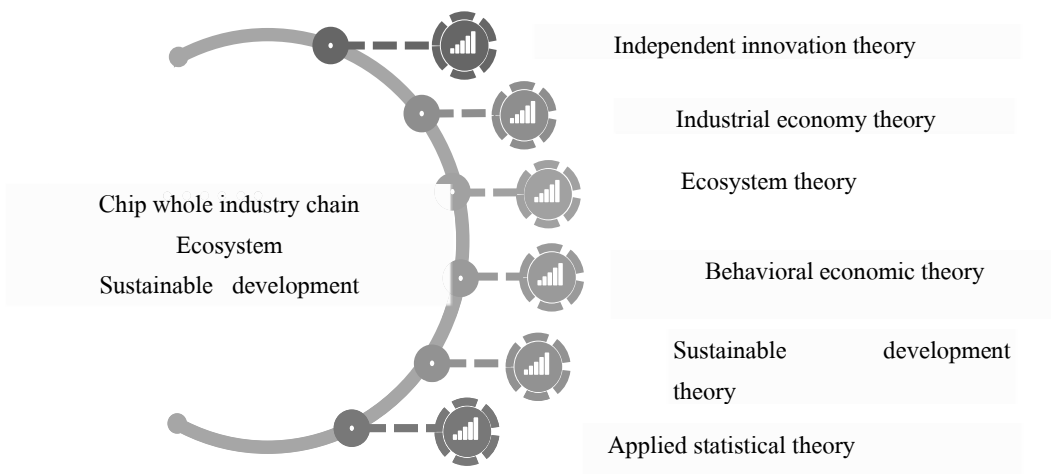 Independent innovation theory
Industrial economy theory
Ecosystem theory
Chip whole industry chain
Ecosystem
Sustainable development
Behavioral economic theory
Sustainable development
theory
Applied statistical theory